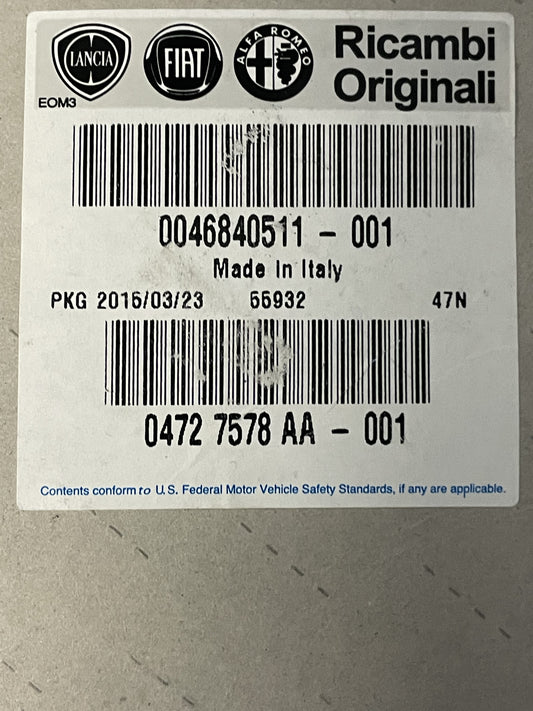 LANCIA FIAT ALFA ROMEO Ricambi
EOM3 Originali
0046840511 - 001
Made In Italy
PKG 2016/03/23 56932 47N
0472 7578 AA - 001
Contents conform to U.S. Federal Motor Vehicle Safety Standards, if any are applicable.